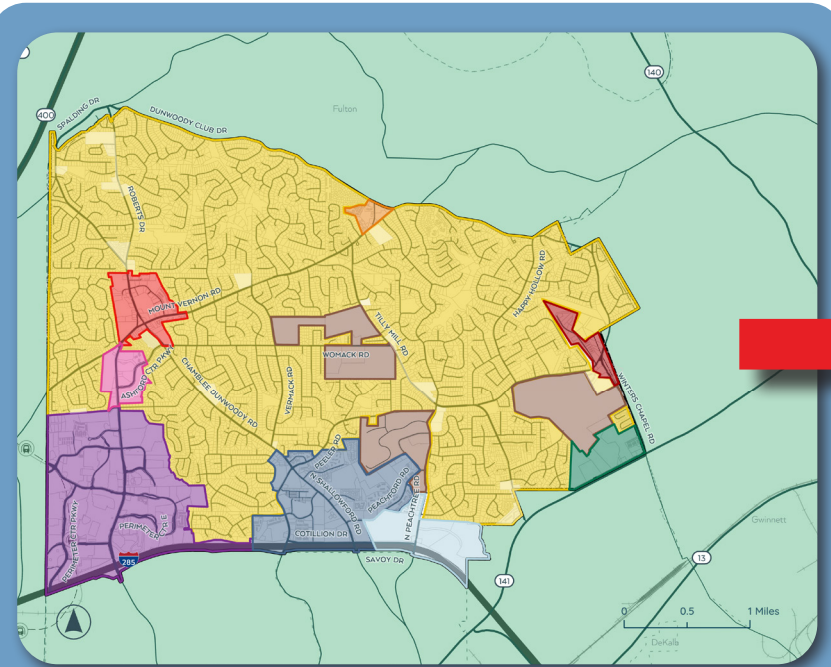 140
400
SPALDING DR
DUNWOODY CLUB DR
Fulton
ROBERTS DR
HAPPY HOLLOW RD
MOUNT VERNON RD
TILLY MILL RD
WOMACK RD
ASHFORD CTR PKWY
CHAMBLEE DUNWOODY RD
VERMACK RD
WINTERS CHAPEL RD
PEELER RD
N SHALLOWFORD RD
PEACHFORD RD
N PEACHTREE RD
PERIMETER CTR PKWY
PERIMETER CTR E
COTILLION DR
SAVOY DR
285
Gwinnett
13
141
0 0.5 1 Miles
DeKalb